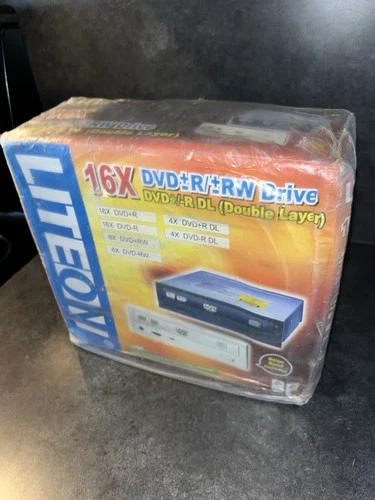 LITEON
16X DVD±R/±RW Drive
DVD+/-R DL (Double Layer)
16X DVD+R
4X DVD+R DL
16X DVD-R
4X DVD-R DL
8X DVD+RW
6X DVD-RW